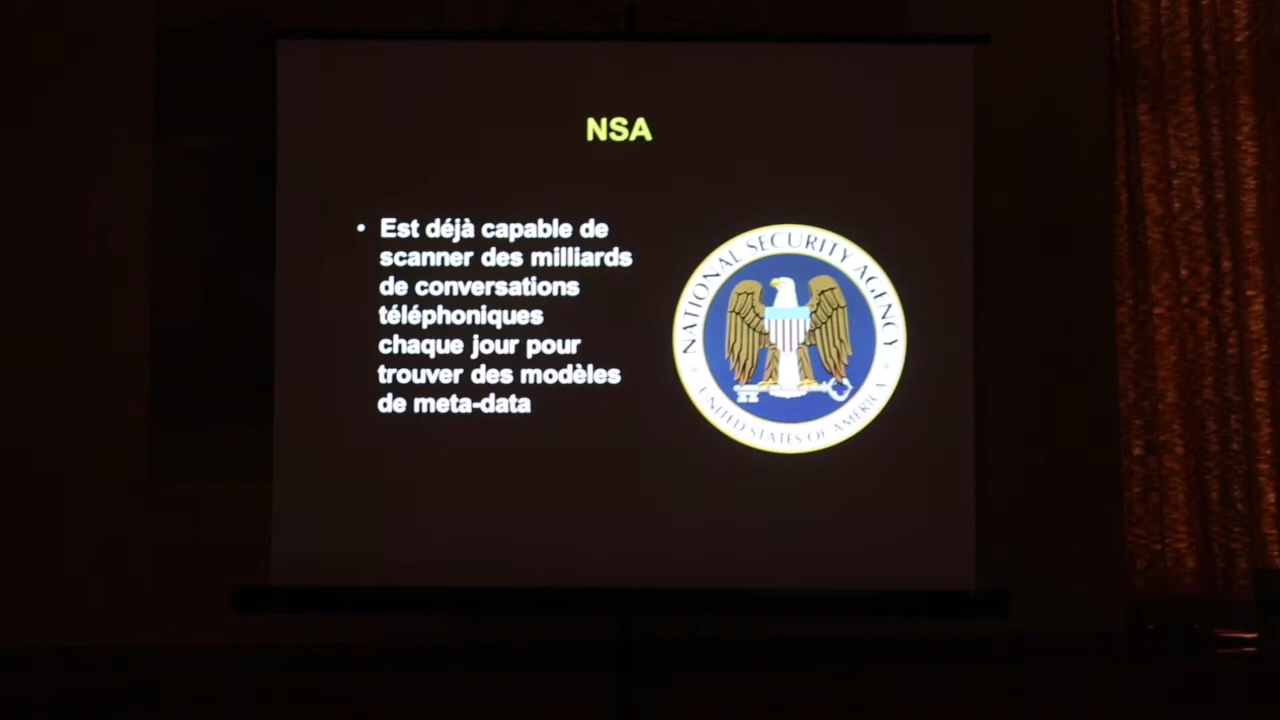 NSA
• Est déjà capable de
scanner des milliards
de conversations
téléphoniques
chaque jour pour
trouver des modèles
de meta-data
NATIONAL SECURITY AGENCY
UNITED STATES OF AMERICA